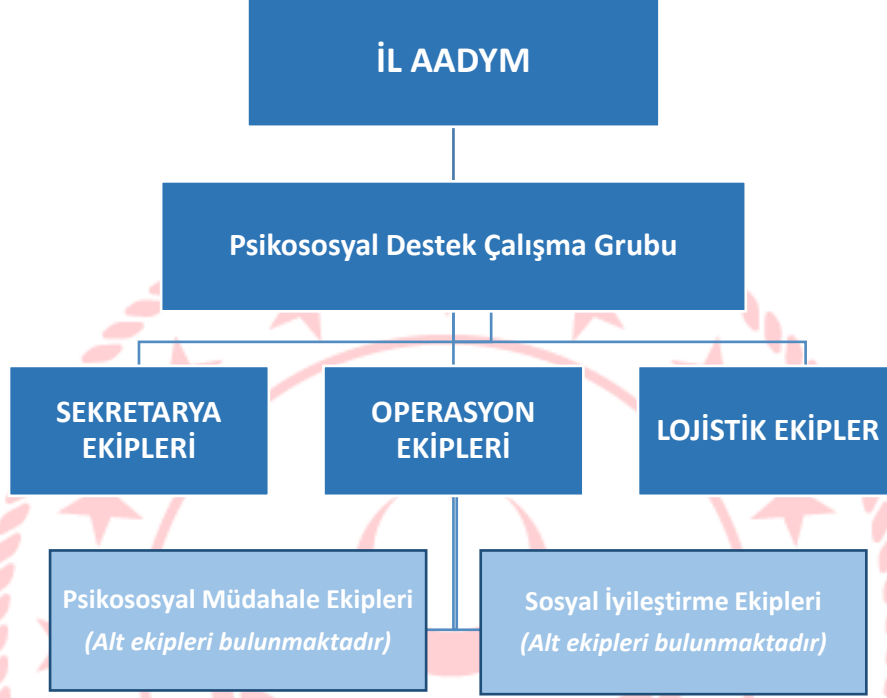 İL AADYM
Psikososyal Destek Çalışma Grubu
SEKRETARYA
EKİPLERİ
OPERASYON
EKİPLERİ
LOJİSTİK EKİPLER
Psikososyal Müdahale Ekipleri
(Alt ekipleri bulunmaktadır)
Sosyal İyileştirme Ekipleri
(Alt ekipleri bulunmaktadır)